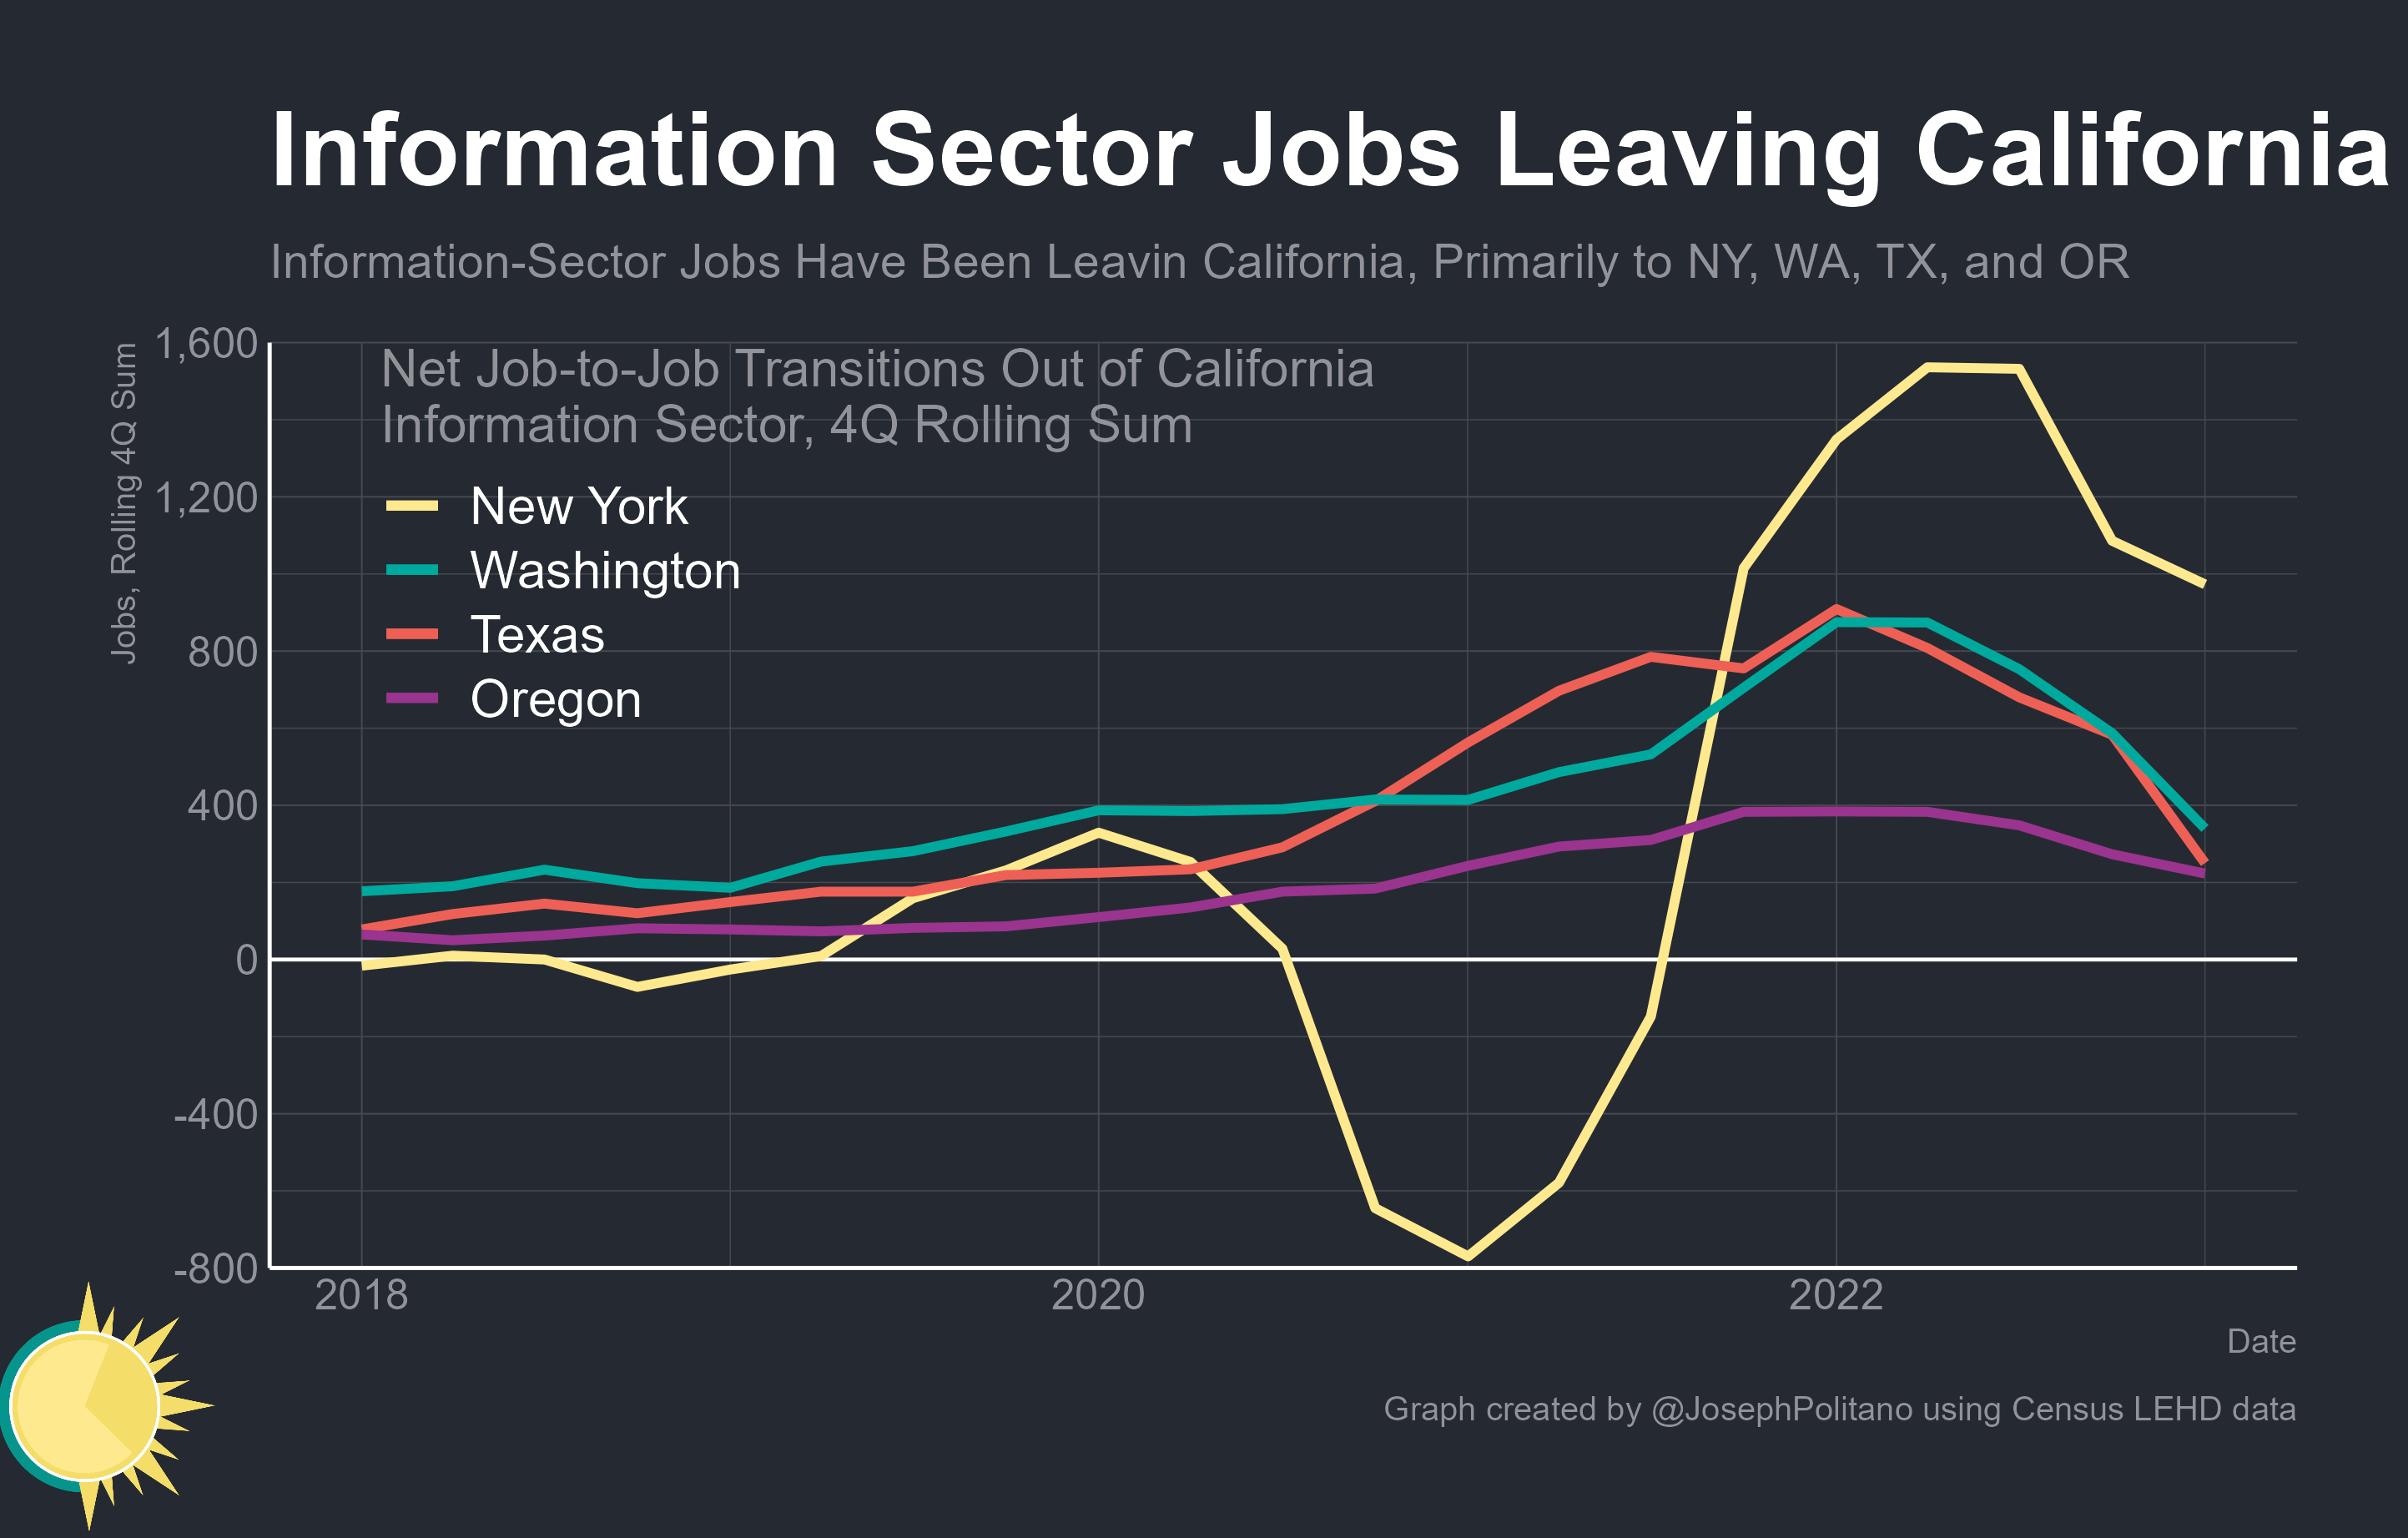 Information Sector Jobs Leaving California
Information-Sector Jobs Have Been Leavin California, Primarily to NY, WA, TX, and OR
Jobs, Rolling 4Q Sum
1,600
1,200
800
400
0
-400
-800
Net Job-to-Job Transitions Out of California
Information Sector, 4Q Rolling Sum
New York
Washington
Texas
Oregon
2018
2020
2022
Date
Graph created by @JosephPolitano using Census LEHD data